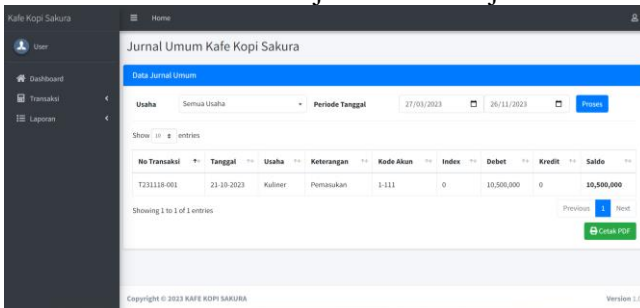 Kafe Kopi Sakura
Home
User
Dashboard
Transaksi
Laporan
Jurnal Umum Kafe Kopi Sakura
Data Jurnal Umum
Usaha Semua Usaha Periode Tanggal 27/03/2023 26/11/2023 Proses
Show 10 entries
No Transaksi Tanggal Usaha Keterangan Kode Akun Index Debet Kredit Saldo
T231118-001 21-10-2023 Kuliner Pemasukan 1-111 0 10,500,000 0 10,500,000
Showing 1 to 1 of 1 entries
Previous 1 Next
Cetak PDF
Copyright © 2023 KAFE KOPI SAKURA
Version